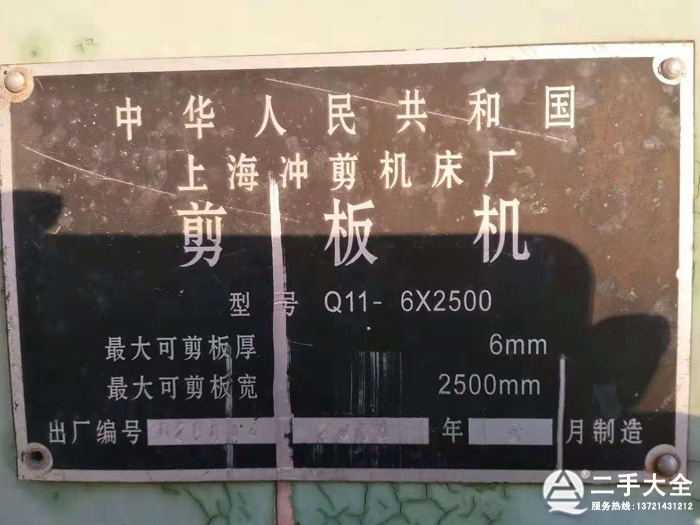 中华人民共和国
上海冲剪机床厂
剪板机
型号 Q11- 6X2500
最大可剪板厚 6mm
最大可剪板宽 2500mm
出厂编号 年 月制造
二手大全
服务热线:13721431212